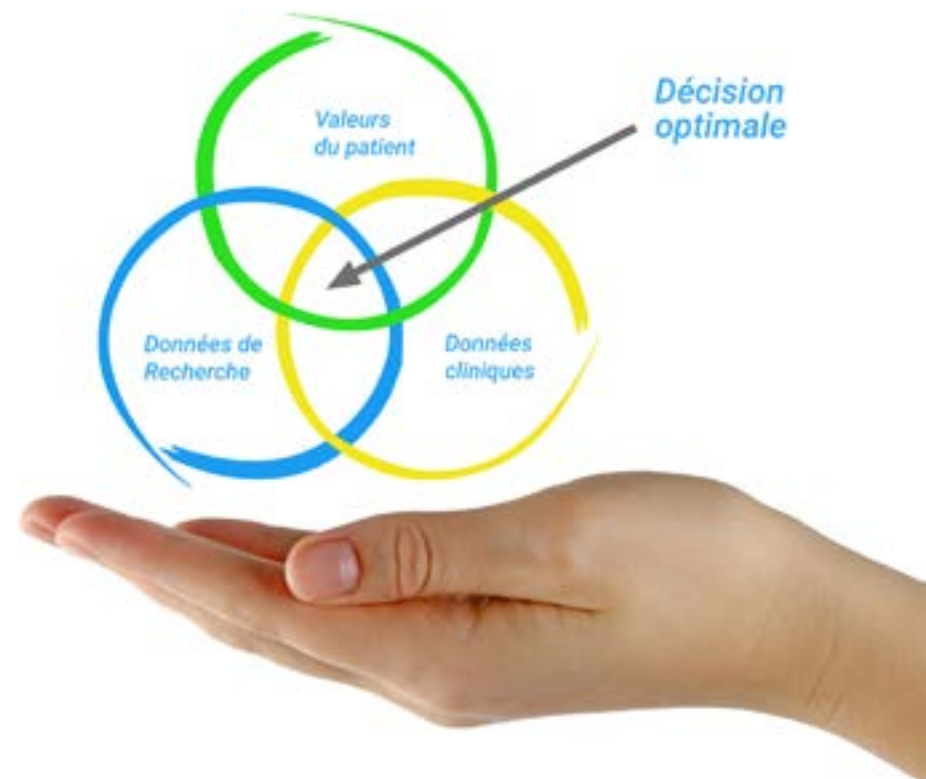 Valeurs
du patient
Décision
optimale
Données de
Recherche
Données
cliniques